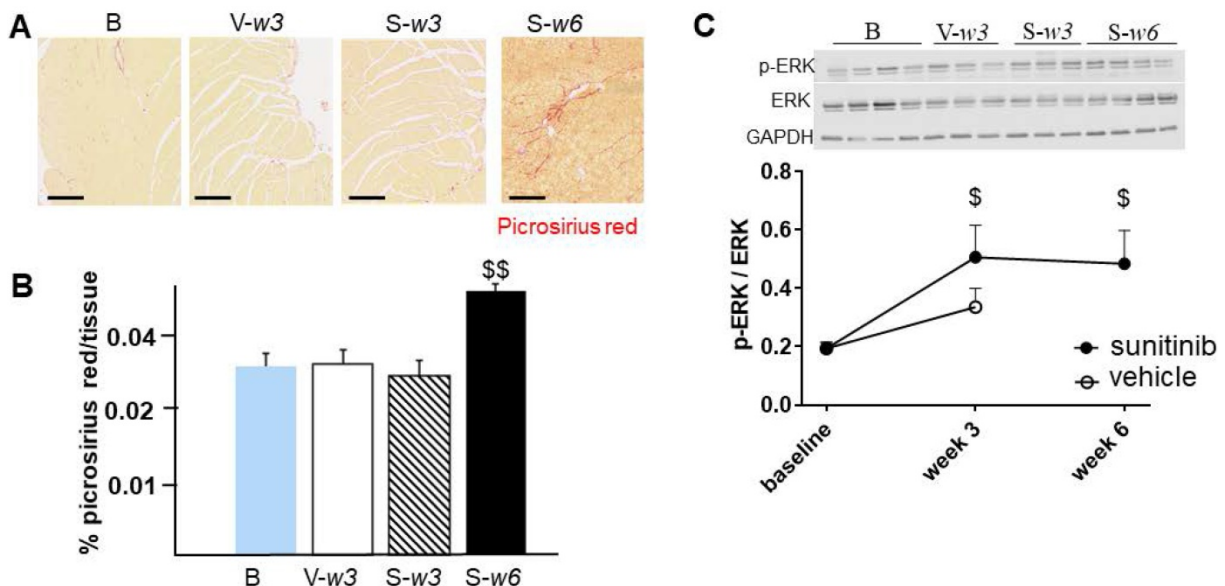 A
B V-w3 S-w3 S-w6
Picrosirius red
B
% picrosirius red/tissue
$$
0.04
0.02
0.01
B V-w3 S-w3 S-w6
C
B V-w3 S-w3 S-w6
p-ERK
ERK
GAPDH
p-ERK / ERK
0.8
0.6
0.4
0.2
0.0
$ $
sunitinib
vehicle
baseline week 3 week 6